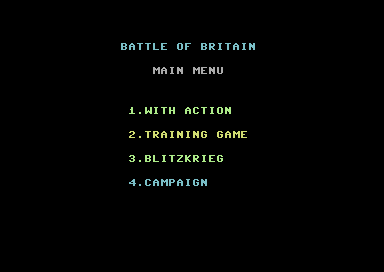 BATTLE OF BRITAIN
MAIN MENU
1.WITH ACTION
2.TRAINING GAME
3.BLITZKRIEG
4.CAMPAIGN